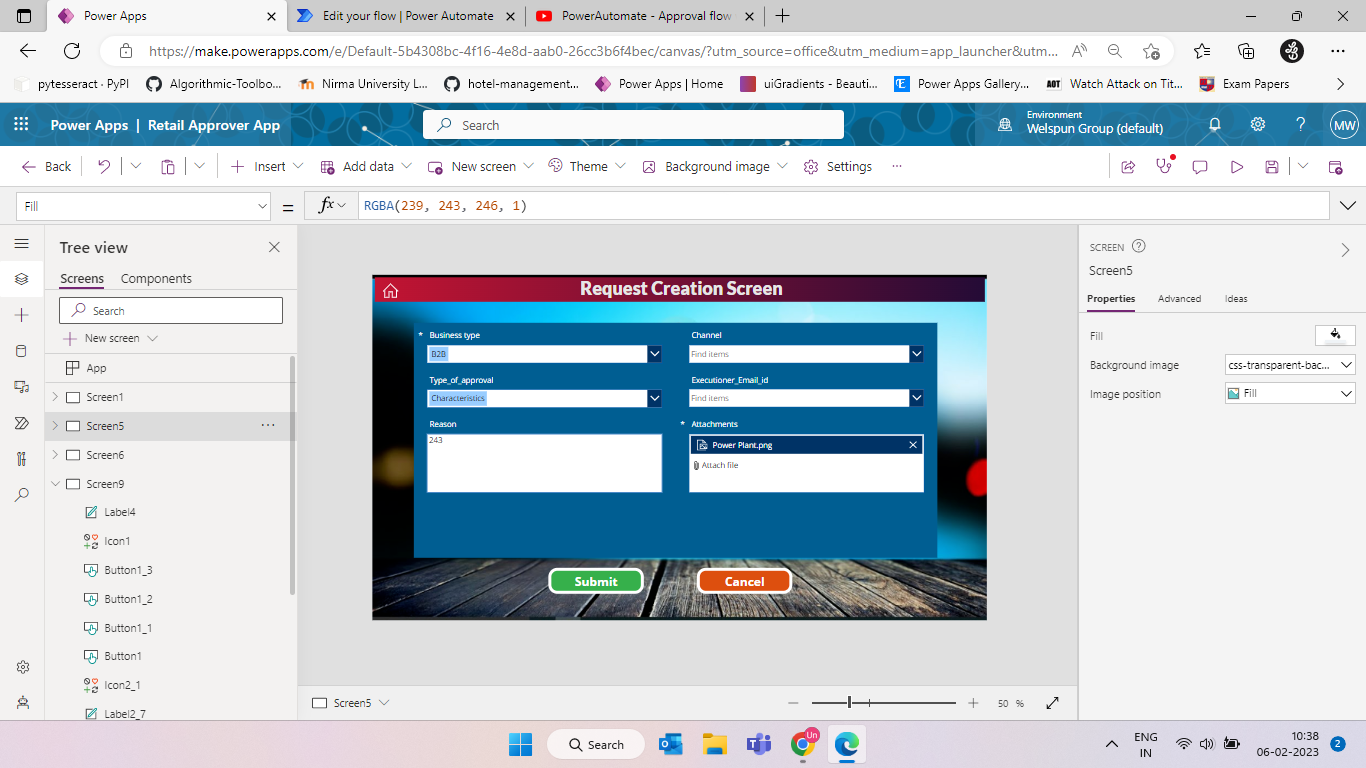 Power Apps
Edit your flow | Power Automate
PowerAutomate - Approval flow
https://make.powerapps.com/e/Default-5b4308bc-4f16-4e8d-aab0-26cc3b6f4bec/canvas/?utm_source=office&utm_medium=app_launcher&utm...
pytesseract · PyPI
Algorithmic-Toolbo...
Nirma University L...
hotel-management...
Power Apps | Home
uiGradients - Beauti...
Power Apps Gallery...
AOT
Watch Attack on Tit...
Exam Papers
Power Apps | Retail Approver App
Search
Environment
Welspun Group (default)
MW
Back
Insert
Add data
New screen
Theme
Background image
Settings
Fill
=
fx
RGBA(239, 243, 246, 1)
Tree view
Screens
Components
Search
New screen
App
Screen1
Screen5
Screen6
Screen9
Label4
Icon1
Button1_3
Button1_2
Button1_1
Button1
Icon2_1
Label2_7
Request Creation Screen
* Business type
B2B
Channel
Find items
Type_of_approval
Characteristics
Executioner_Email_id
Find items
Reason
243
* Attachments
Power Plant.png
Attach file
Submit
Cancel
Screen5
50 %
SCREEN
Screen5
Properties
Advanced
Ideas
Fill
Background image
css-transparent-bac...
Image position
Fill
Search
Un
ENG
IN
10:38
06-02-2023
2